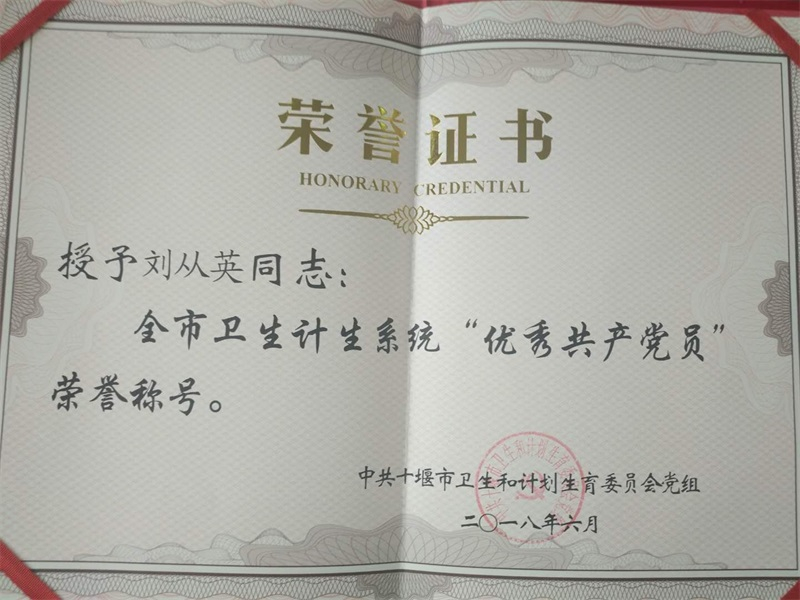 荣誉证书
HONORARY CREDENTIAL
授予刘从英同志：
全市卫生计生系统“优秀共产党员”
荣誉称号。
中共十堰市卫生和计划生育委员会党组
二〇一八年六月